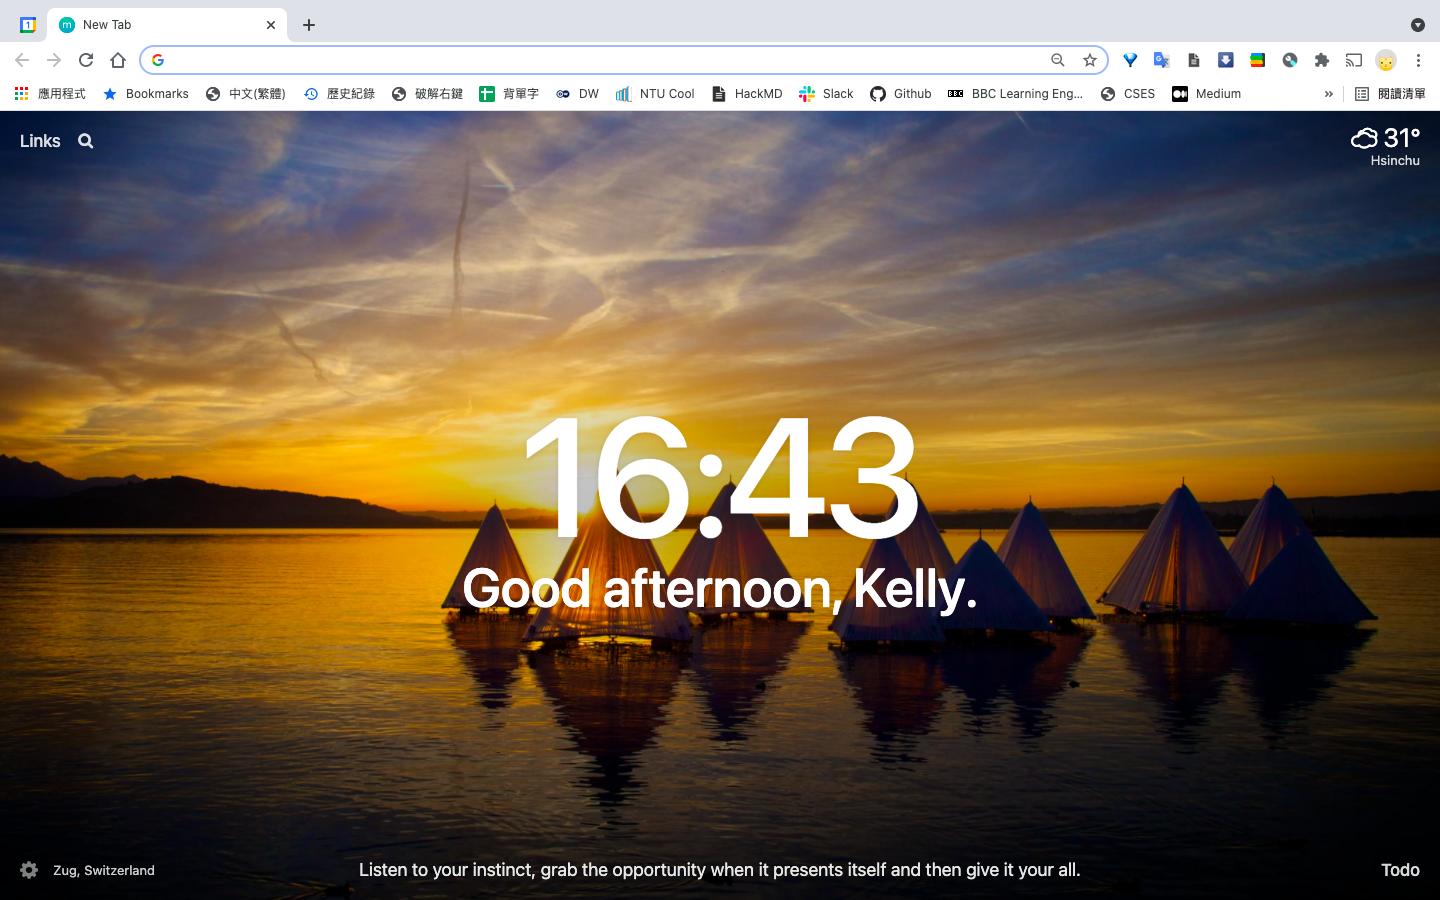 New Tab
應用程式 Bookmarks 中文(繁體) 歷史紀錄 破解右鍵 背單字 DW NTU Cool HackMD Slack Github BBC BBC Learning Eng... CSES Medium » 閱讀清單
Links 31°
Hsinchu
16:43
Good afternoon, Kelly.
Zug, Switzerland Listen to your instinct, grab the opportunity when it presents itself and then give it your all. Todo